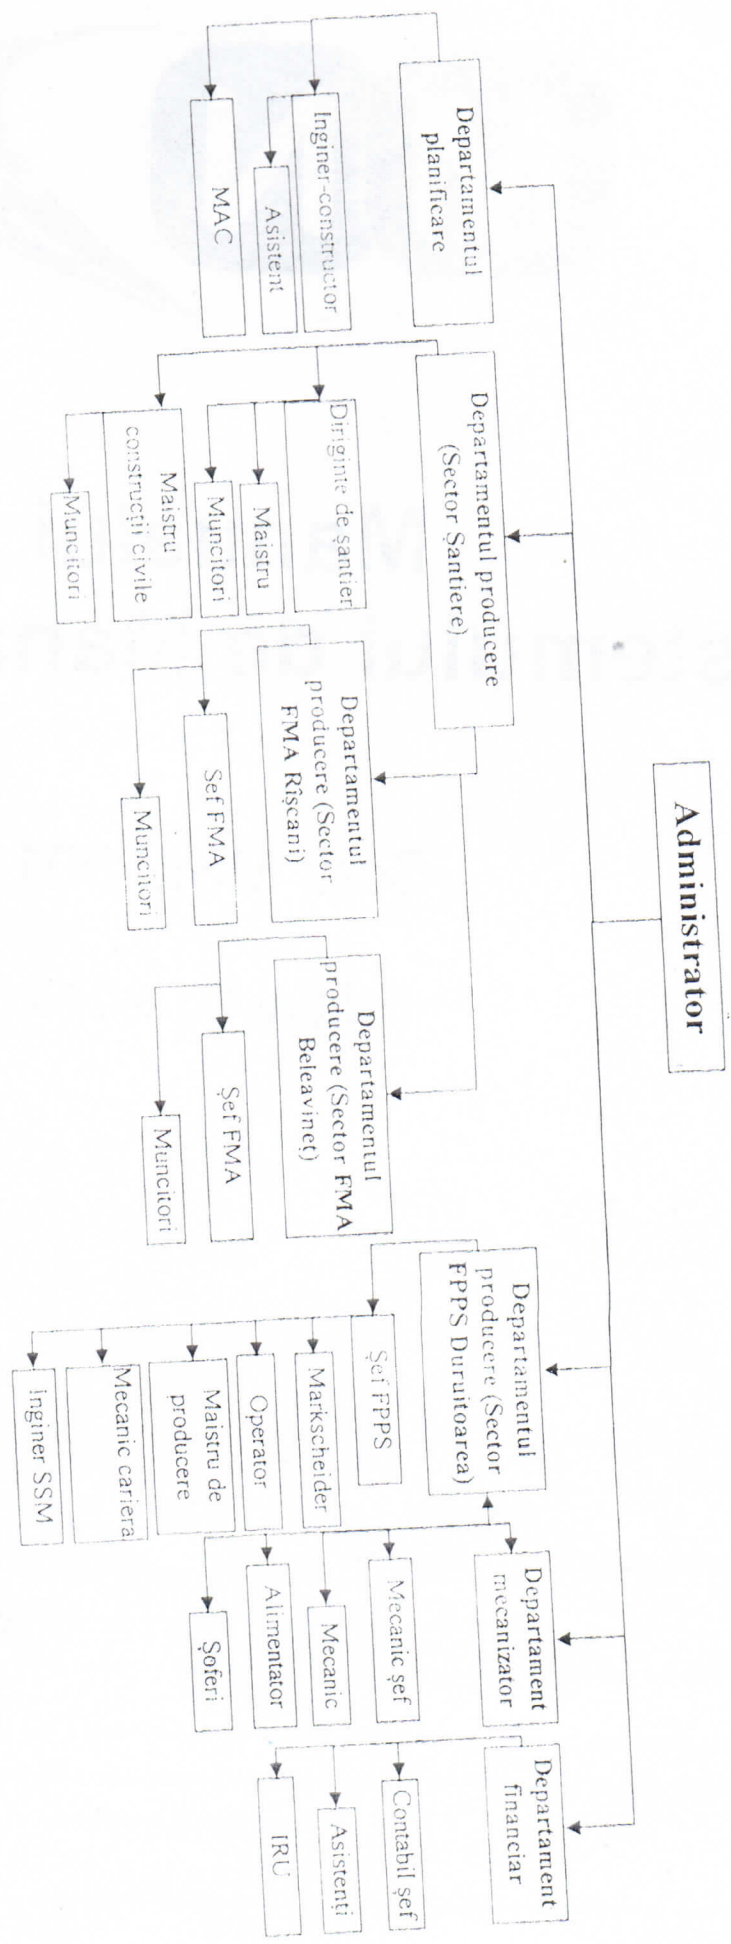 Administrator
Departamentul
planificare
Inginer-constructor
Asistent
MAC
Departamentul producere
(Sector Șantiere)
Diriginte de șantier
Maistru
Muncitori
Maistru
construcții civile
Muncitori
Departamentul
producere (Sector
FMA Rîșcani)
Șef FMA
Muncitori
Departamentul
producere (Sector FMA
Beleavineț)
Șef FMA
Muncitori
Departamentul
producere (Sector
FPPS Duruitoarea)
Șef FPPS
Markscheider
Operator
Maistru de
producere
Mecanic cariera
Inginer SSM
Departament
mecanizator
Mecanic șef
Mecanic
Alimentator
Șoferi
Departament
financiar
Contabil șef
Asistenți
IRU